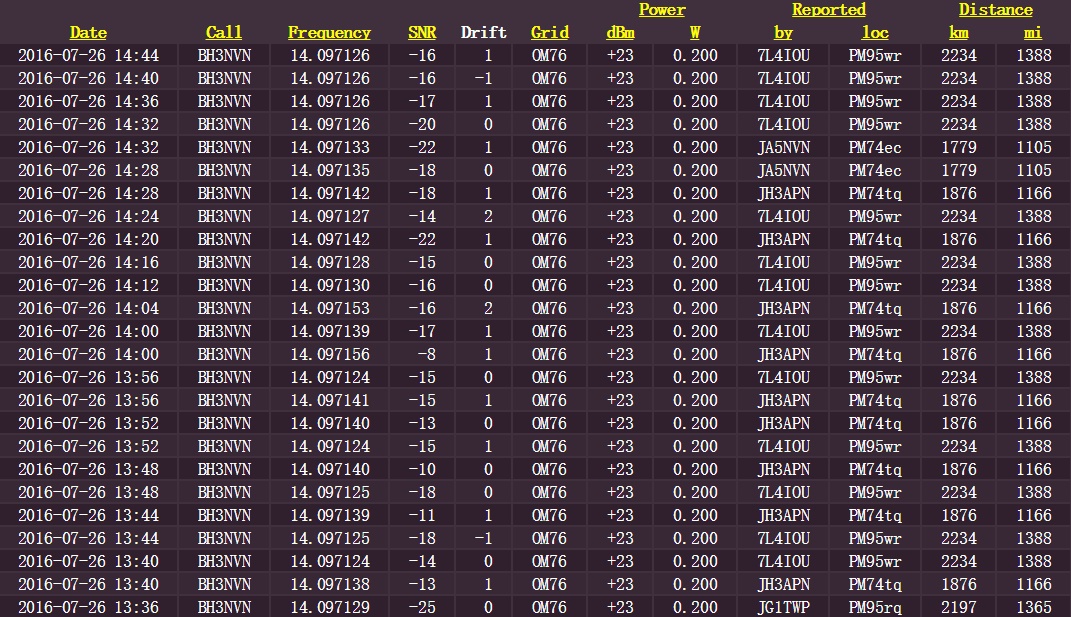 Power Reported Distance
Date Call Frequency SNR Drift Grid dBm W by loc km mi
2016-07-26 14:44 BH3NVN 14.097126 -16 1 OM76 +23 0.200 7L4IOU PM95wr 2234 1388
2016-07-26 14:40 BH3NVN 14.097126 -16 -1 OM76 +23 0.200 7L4IOU PM95wr 2234 1388
2016-07-26 14:36 BH3NVN 14.097126 -17 1 OM76 +23 0.200 7L4IOU PM95wr 2234 1388
2016-07-26 14:32 BH3NVN 14.097126 -20 0 OM76 +23 0.200 7L4IOU PM95wr 2234 1388
2016-07-26 14:32 BH3NVN 14.097133 -22 1 OM76 +23 0.200 JA5NVN PM74ec 1779 1105
2016-07-26 14:28 BH3NVN 14.097135 -18 0 OM76 +23 0.200 JA5NVN PM74ec 1779 1105
2016-07-26 14:28 BH3NVN 14.097142 -18 1 OM76 +23 0.200 JH3APN PM74tq 1876 1166
2016-07-26 14:24 BH3NVN 14.097127 -14 2 OM76 +23 0.200 7L4IOU PM95wr 2234 1388
2016-07-26 14:20 BH3NVN 14.097142 -22 1 OM76 +23 0.200 JH3APN PM74tq 1876 1166
2016-07-26 14:16 BH3NVN 14.097128 -15 0 OM76 +23 0.200 7L4IOU PM95wr 2234 1388
2016-07-26 14:12 BH3NVN 14.097130 -16 0 OM76 +23 0.200 7L4IOU PM95wr 2234 1388
2016-07-26 14:04 BH3NVN 14.097153 -16 2 OM76 +23 0.200 JH3APN PM74tq 1876 1166
2016-07-26 14:00 BH3NVN 14.097139 -17 1 OM76 +23 0.200 7L4IOU PM95wr 2234 1388
2016-07-26 14:00 BH3NVN 14.097156 -8 1 OM76 +23 0.200 JH3APN PM74tq 1876 1166
2016-07-26 13:56 BH3NVN 14.097124 -15 0 OM76 +23 0.200 7L4IOU PM95wr 2234 1388
2016-07-26 13:56 BH3NVN 14.097141 -15 1 OM76 +23 0.200 JH3APN PM74tq 1876 1166
2016-07-26 13:52 BH3NVN 14.097140 -13 0 OM76 +23 0.200 JH3APN PM74tq 1876 1166
2016-07-26 13:52 BH3NVN 14.097124 -15 1 OM76 +23 0.200 7L4IOU PM95wr 2234 1388
2016-07-26 13:48 BH3NVN 14.097140 -10 0 OM76 +23 0.200 JH3APN PM74tq 1876 1166
2016-07-26 13:48 BH3NVN 14.097125 -18 0 OM76 +23 0.200 7L4IOU PM95wr 2234 1388
2016-07-26 13:44 BH3NVN 14.097139 -11 1 OM76 +23 0.200 JH3APN PM74tq 1876 1166
2016-07-26 13:44 BH3NVN 14.097125 -18 -1 OM76 +23 0.200 7L4IOU PM95wr 2234 1388
2016-07-26 13:40 BH3NVN 14.097124 -14 0 OM76 +23 0.200 7L4IOU PM95wr 2234 1388
2016-07-26 13:40 BH3NVN 14.097138 -13 1 OM76 +23 0.200 JH3APN PM74tq 1876 1166
2016-07-26 13:36 BH3NVN 14.097129 -25 0 OM76 +23 0.200 JG1TWP PM95rq 2197 1365